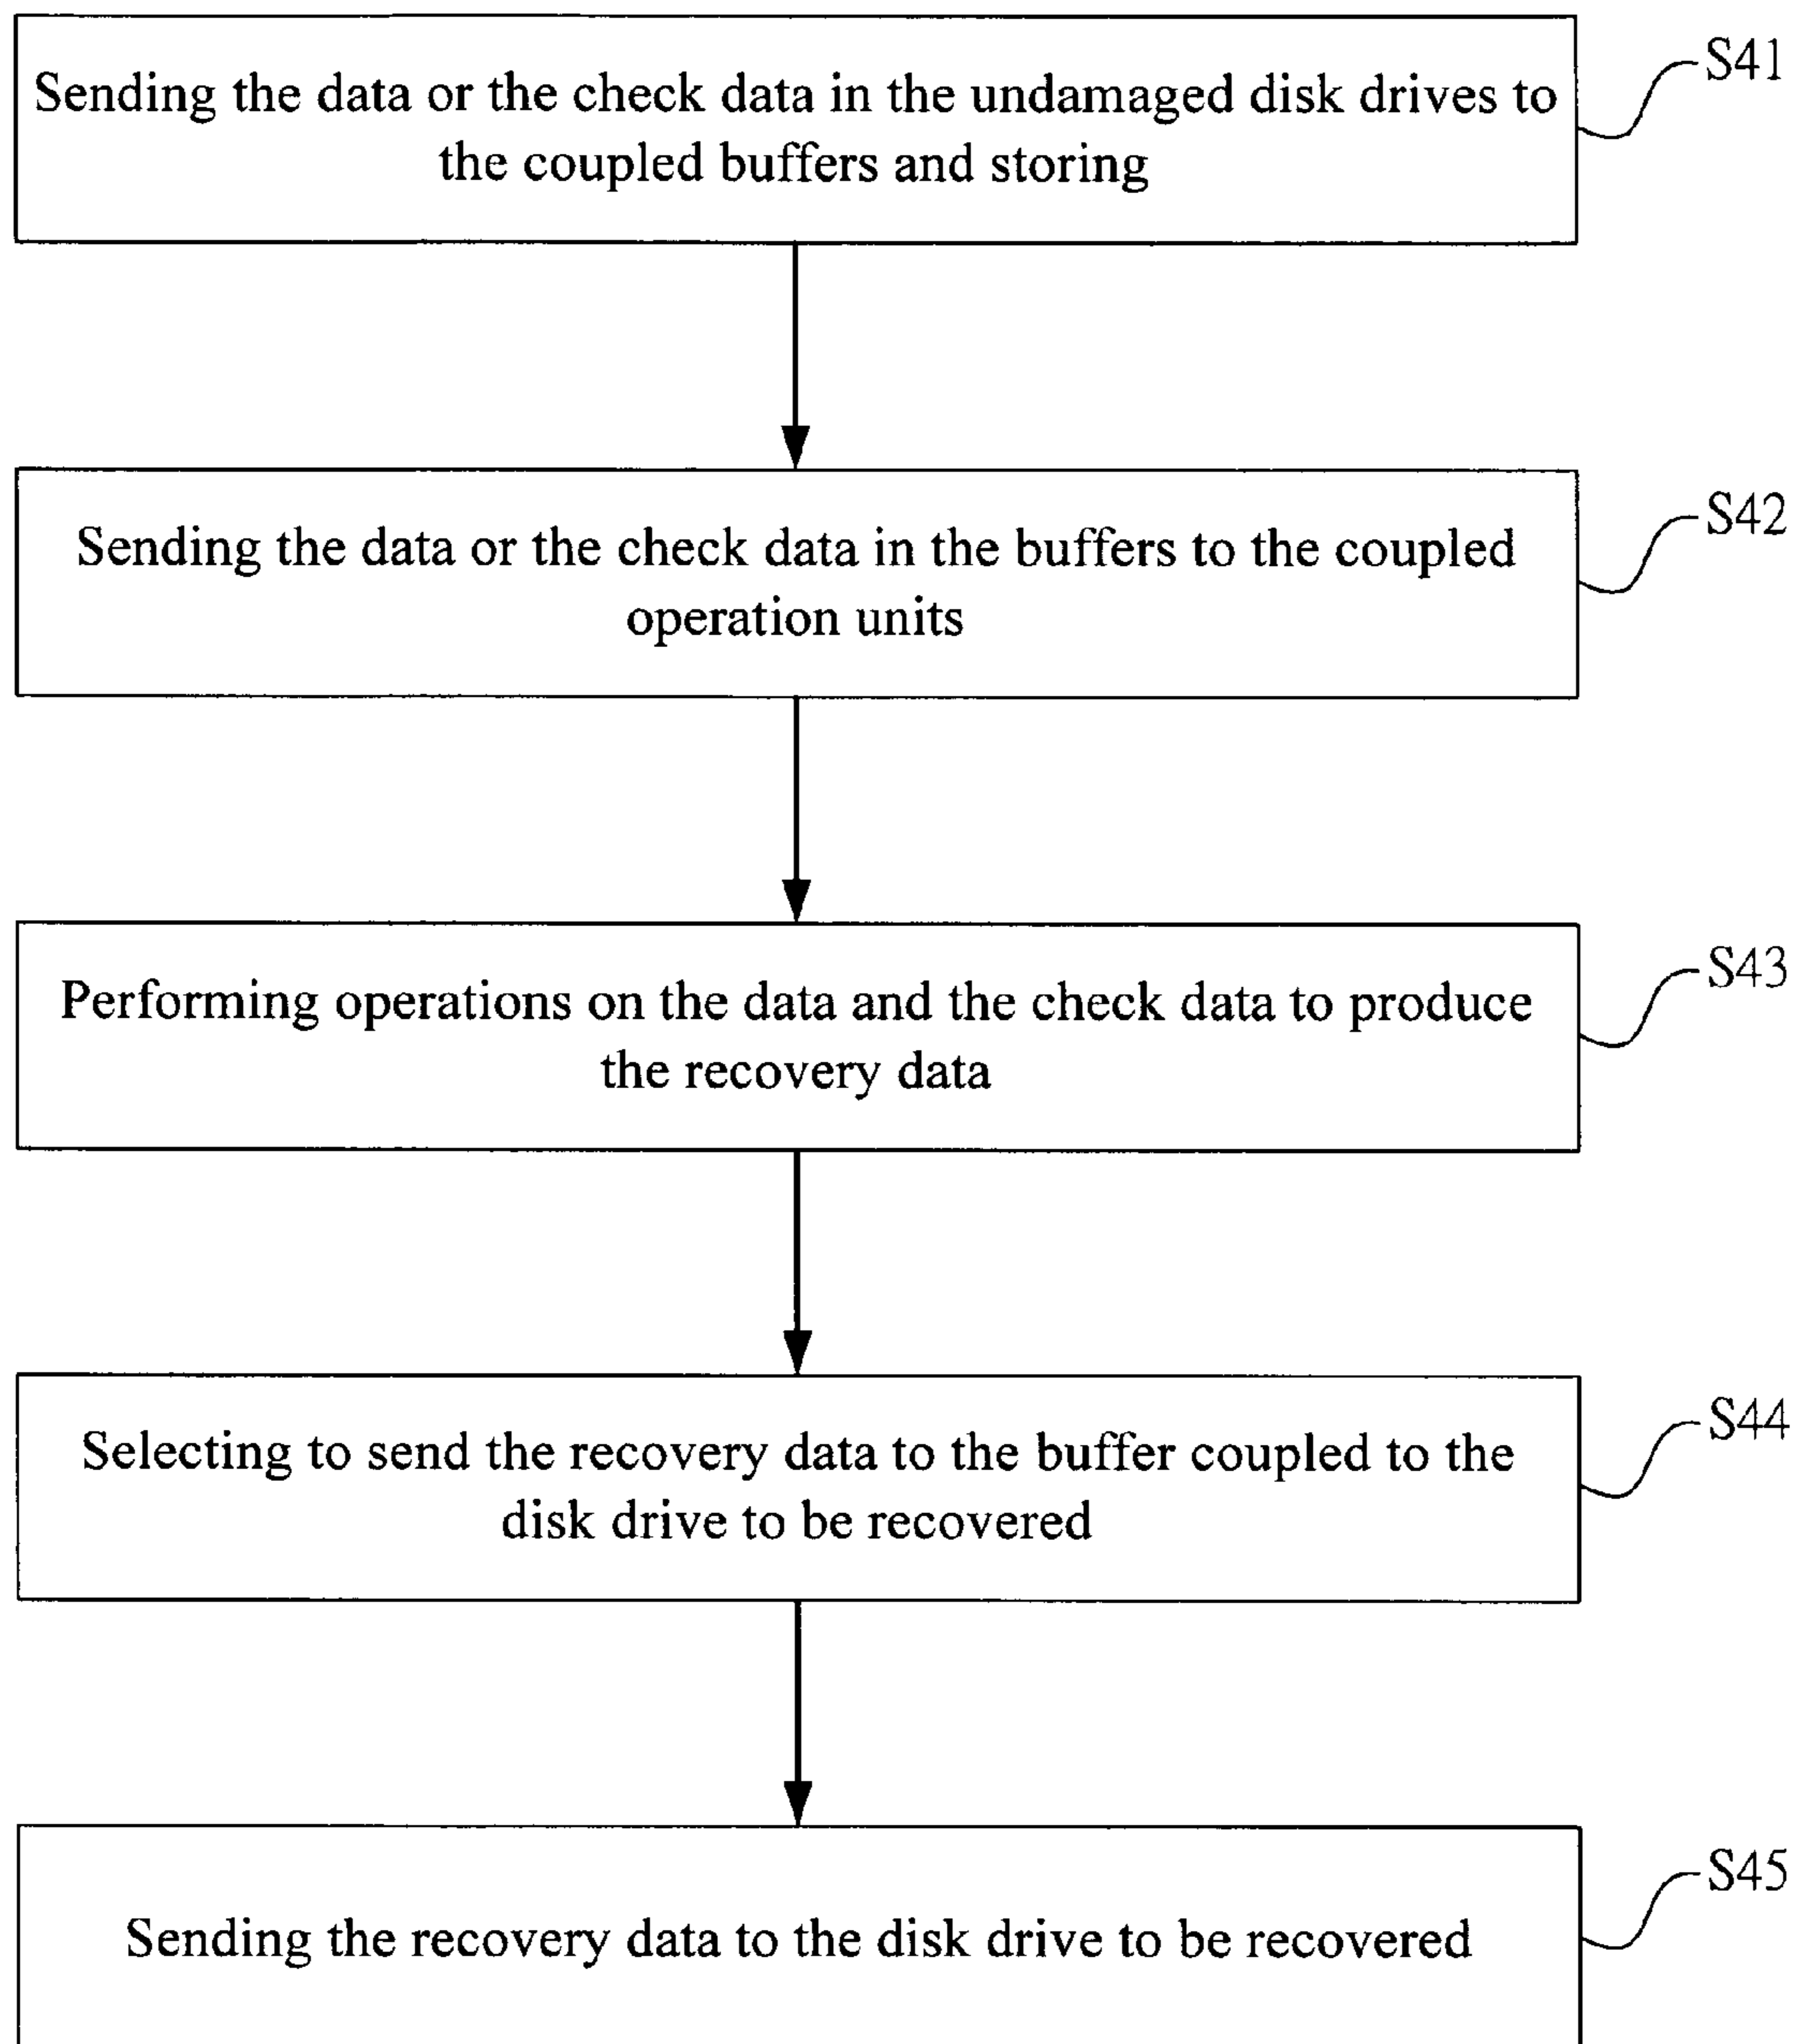 Sending the data or the check data in the undamaged disk drives to
the coupled buffers and storing
S41
Sending the data or the check data in the buffers to the coupled
operation units
S42
Performing operations on the data and the check data to produce
the recovery data
S43
Selecting to send the recovery data to the buffer coupled to the
disk drive to be recovered
S44
Sending the recovery data to the disk drive to be recovered
S45